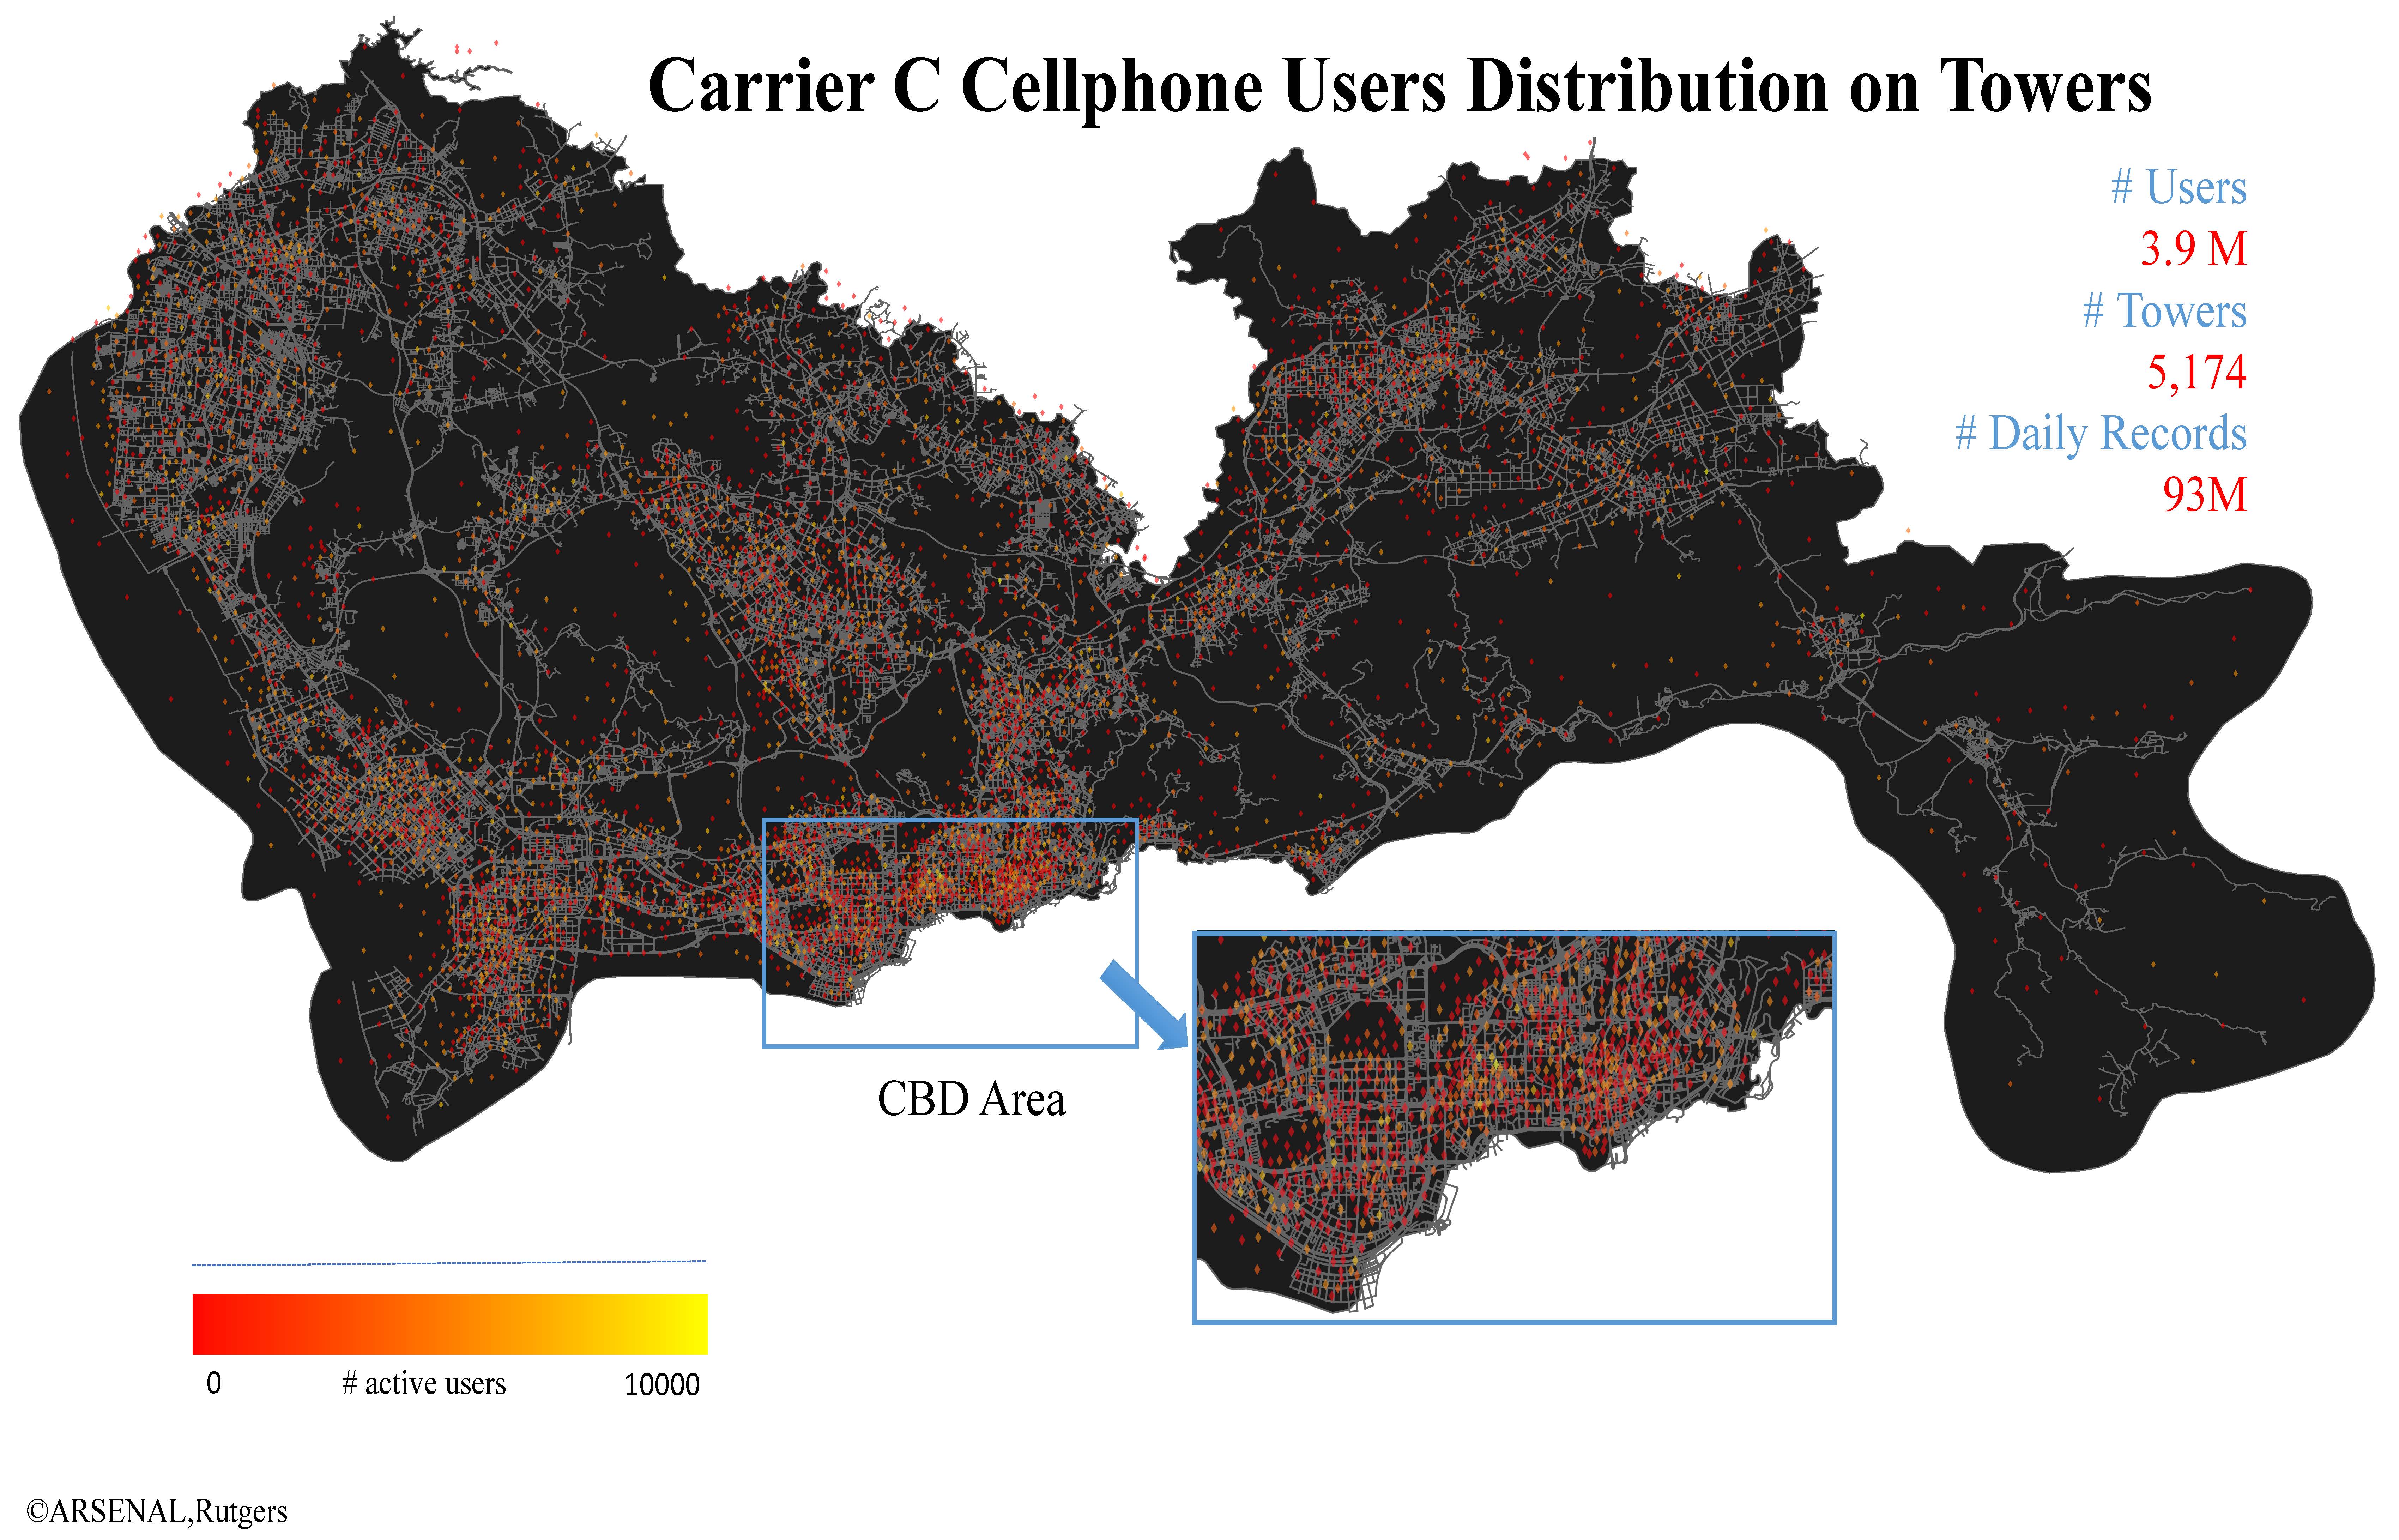 Carrier C Cellphone Users Distribution on Towers
# Users
3.9 M
# Towers
5,174
# Daily Records
93M
CBD Area
0 # active users 10000
©ARSENAL,Rutgers